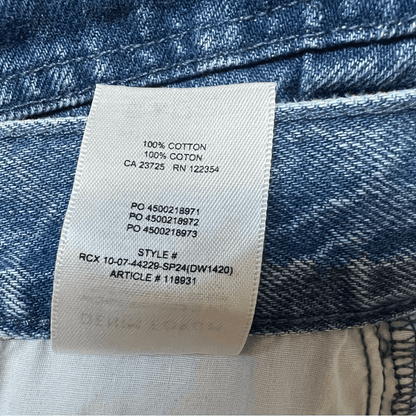 100% COTTON
100% COTON
CA 23725 RN 122354
PO 4500218971
PO 4500218972
PO 4500218973
STYLE #
RCX 10-07-44229-SP24(DW1420)
ARTICLE # 118931